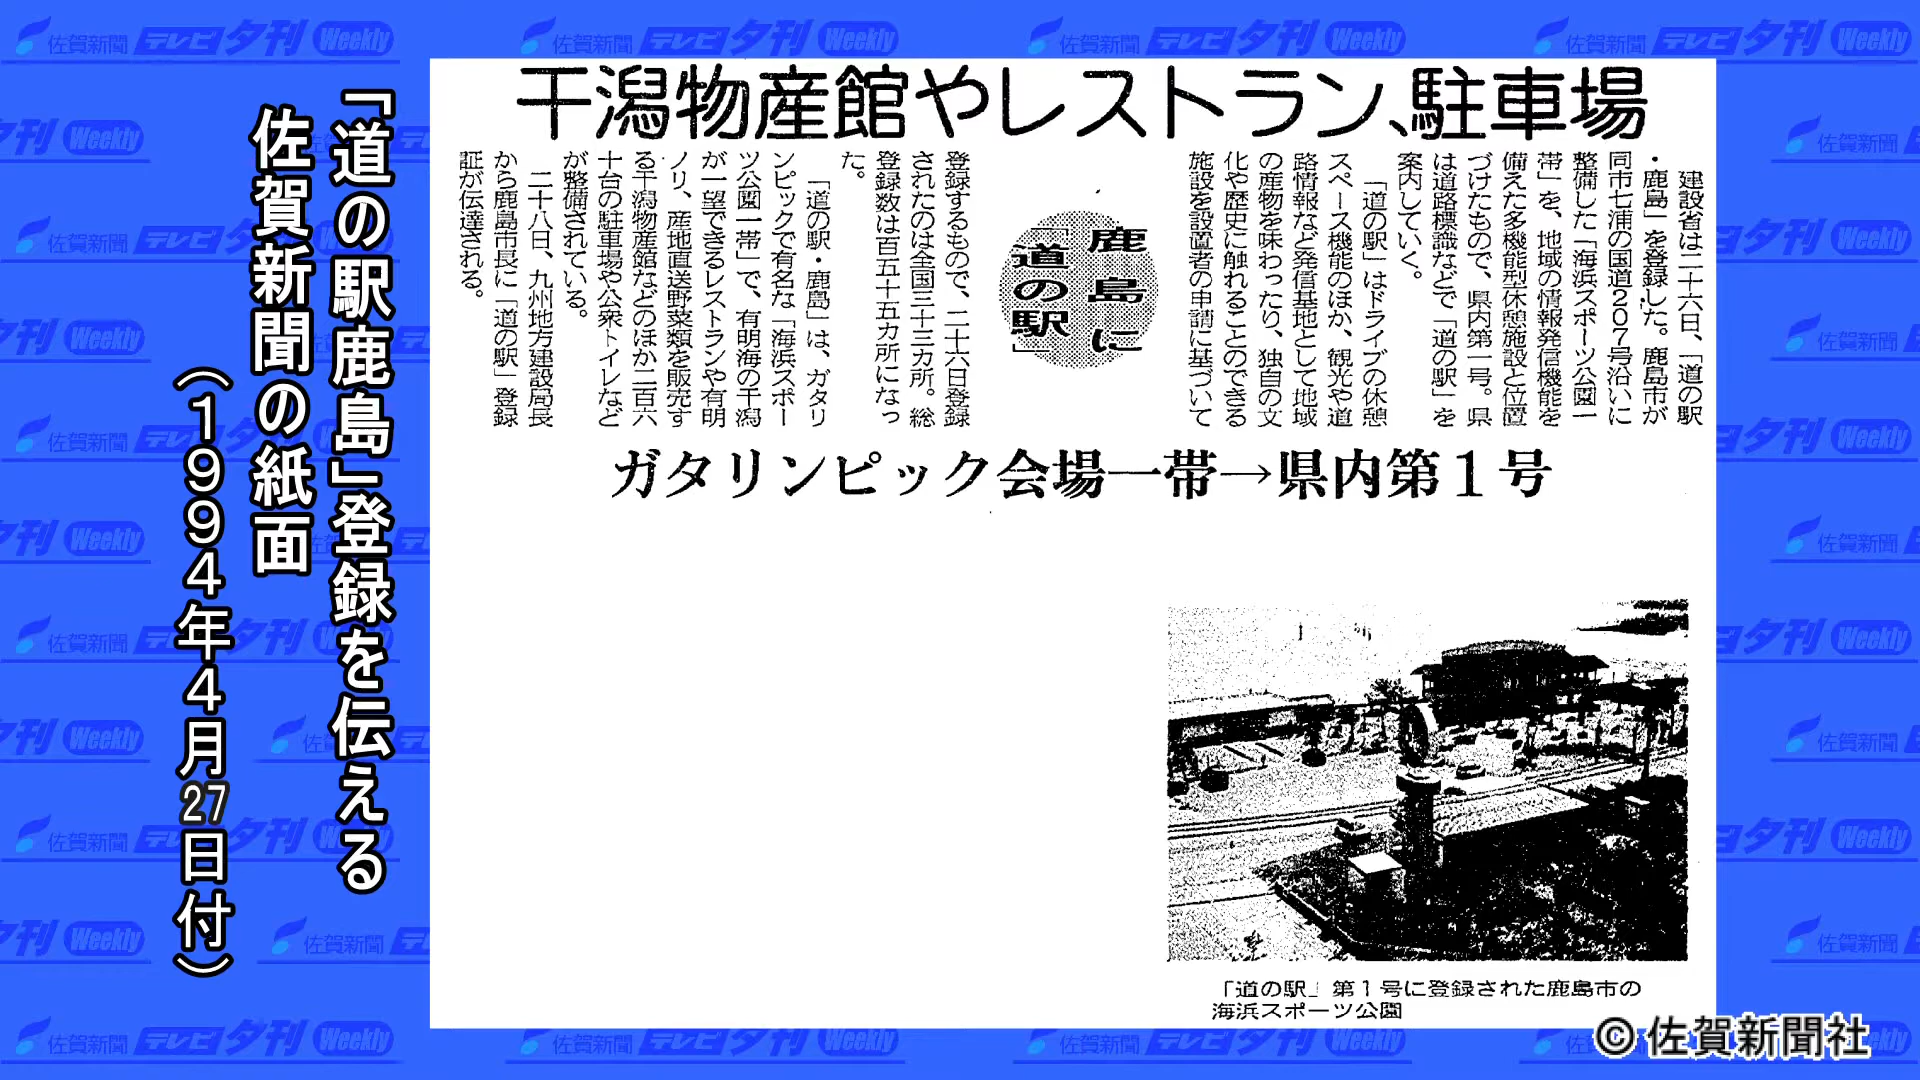 「道の駅鹿島」登録を伝える
佐賀新聞の紙面
（１９９４年４月27日付）
干潟物産館やレストラン、駐車場
建設省は二十六日、「道の駅
・鹿島」を登録した。鹿島市が
同市七浦の国道２０７号沿いに
整備した「海浜スポーツ公園一
帯」を、地域の情報発信機能を
備えた多機能型休憩施設と位置
づけたもので、県内第一号。県
は道路標識などで「道の駅」を
案内していく。
「道の駅」はドライブの休憩
スペース機能のほか、観光や道
路情報など発信基地として地域
の産物を味わったり、独自の文
化や歴史に触れることのできる
施設を設置者の申請に基づいて
鹿島に
「道の駅」
登録するもので、二十六日登録
されたのは全国三十三カ所。総
登録数は百五十五カ所になっ
た。
「道の駅・鹿島」は、ガタリ
ンピックで有名な「海浜スポー
ツ公園一帯」で、有明海の干潟
が一望できるレストランや有明
ノリ、産地直送野菜類を販売す
る干潟物産館などのほか二百六
十台の駐車場や公衆トイレなど
が整備されている。
二十八日、九州地方建設局長
から鹿島市長に「道の駅」登録
証が伝達される。
ガタリンピック会場一帯→県内第１号
「道の駅」第１号に登録された鹿島市の
海浜スポーツ公園
© 佐賀新聞社
佐賀新聞 テレビ夕刊 Weekly